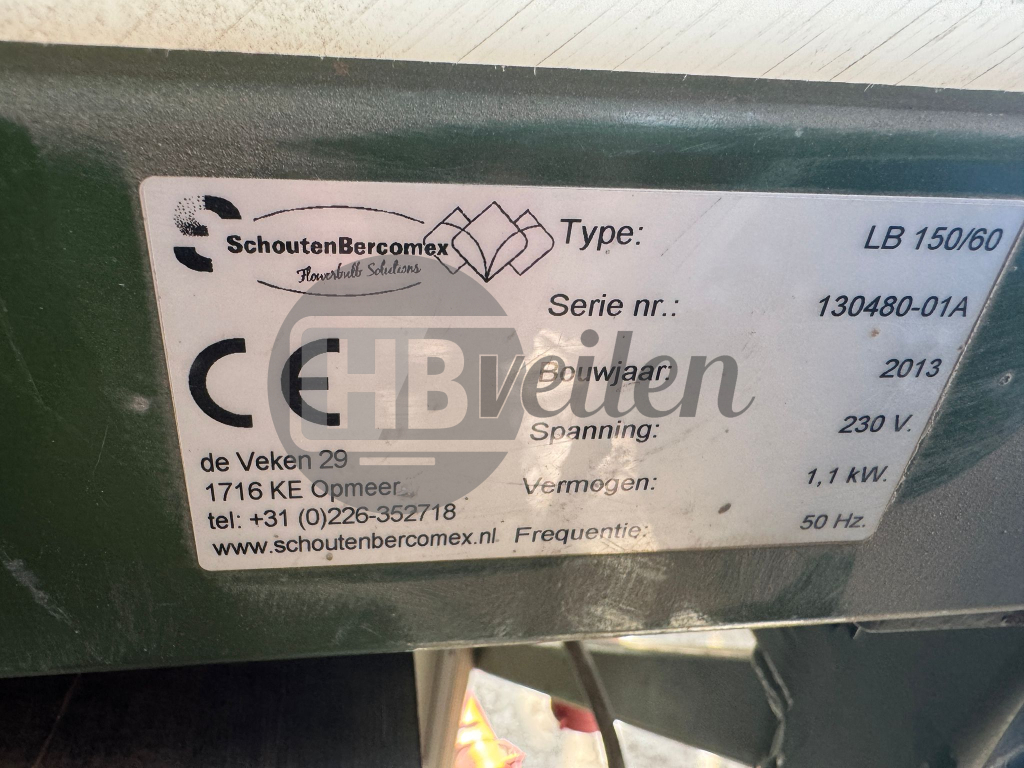 SchoutenBercomex
Flowerbulb Solutions
CE
de Veken 29
1716 KE Opmeer
tel: +31 (0)226-352718
www.schoutenbercomex.nl
Type: LB 150/60
Serie nr.: 130480-01A
Bouwjaar: 2013
Spanning: 230 V.
Vermogen: 1,1 kW.
Frequentie: 50 Hz.
HBveilen